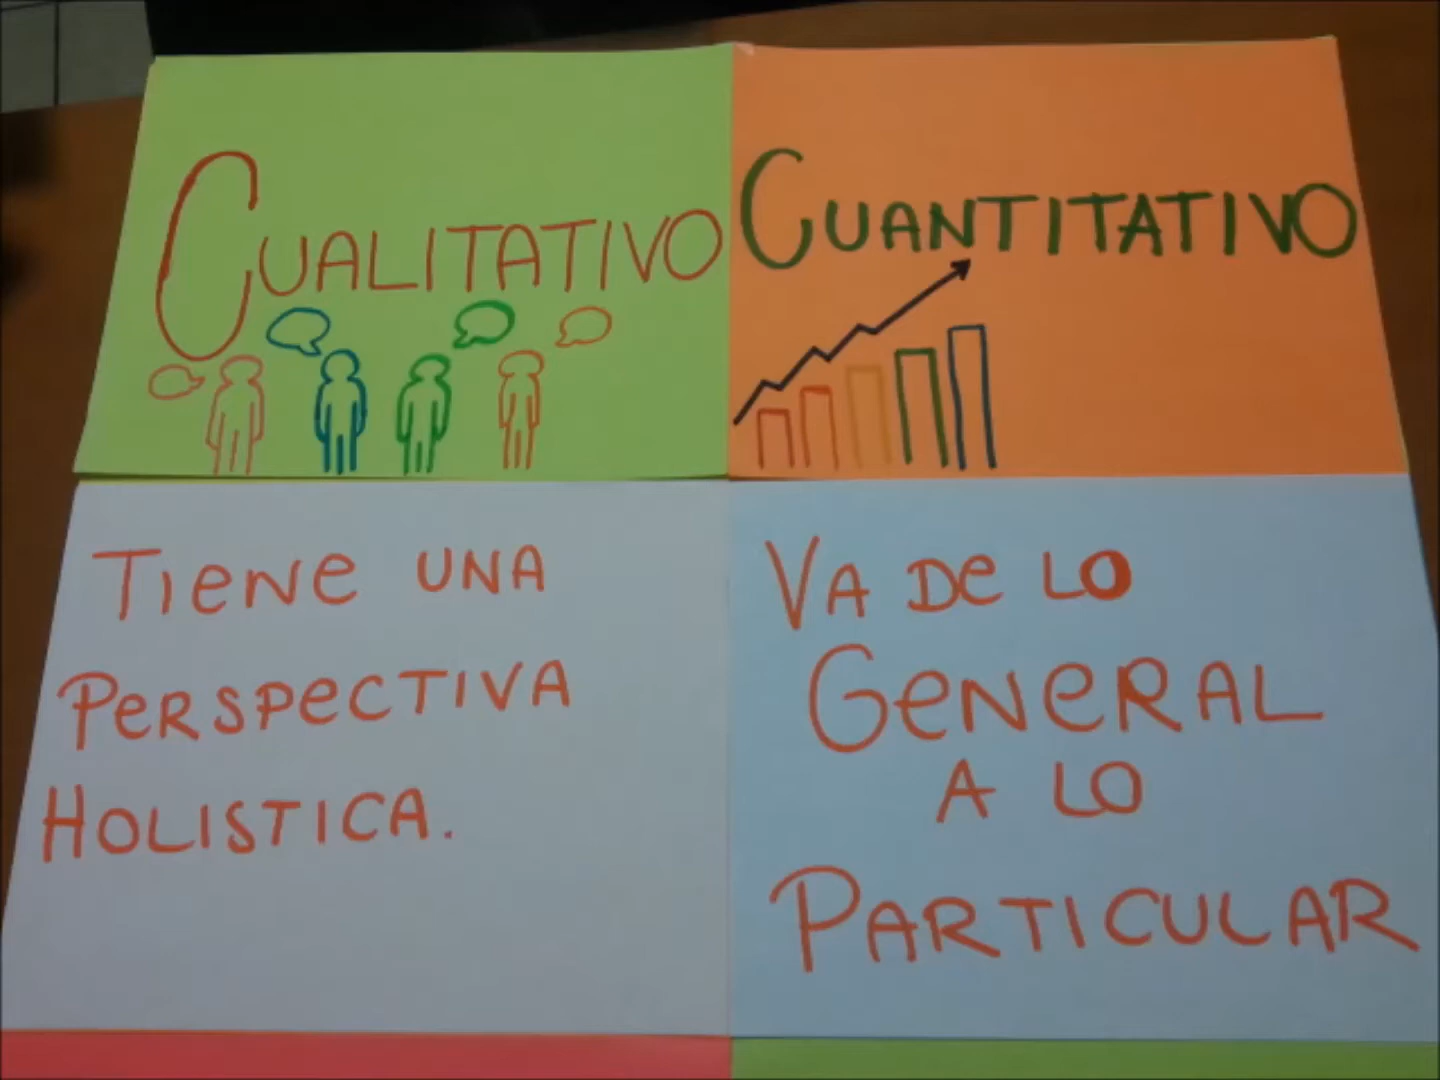 CUALITATIVO
CUANTITATIVO
TIENE UNA
PERSPECTIVA
HOLISTICA.
VA DE LO
GENERAL
A LO
PARTICULAR